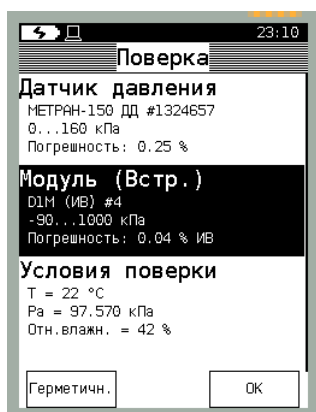 23:10
Поверка
Датчик давления
МЕТРАН-150 ДД #1324657
0...160 кПа
Погрешность: 0.25 %
Модуль (Встр.)
D1M (ИВ) #4
-90...1000 кПа
Погрешность: 0.04 % ИВ
Условия поверки
T = 22 °C
Pa = 97.570 кПа
Отн.влажн. = 42 %
Герметичн.
OK